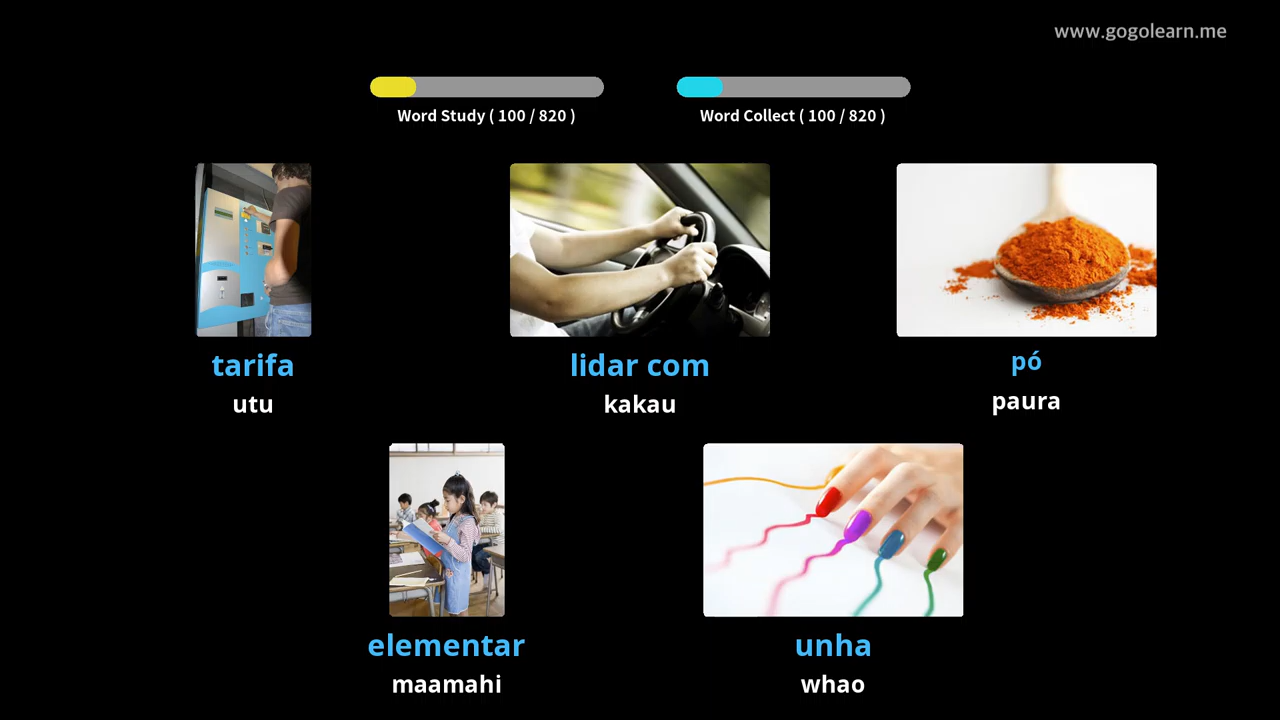 www.gogolearn.me
Word Study ( 100 / 820 )
Word Collect ( 100 / 820 )
tarifa
utu
lidar com
kakau
pó
paura
elementar
maamahi
unha
whao